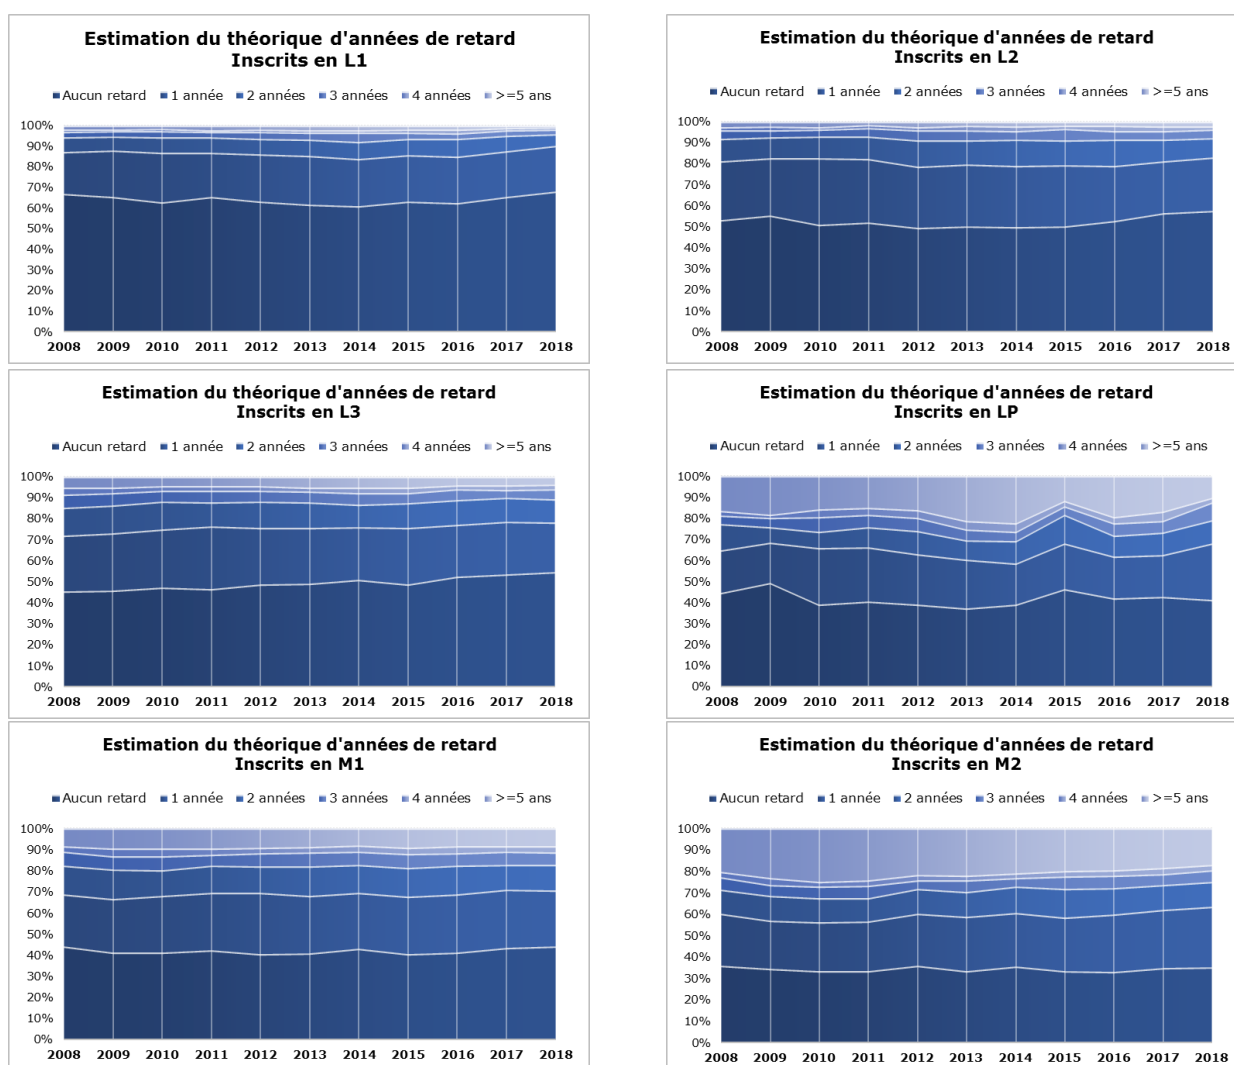 Estimation du théorique d'années de retard
Inscrits en L1
Aucun retard 1 année 2 années 3 années 4 années >=5 ans
100%
90%
80%
70%
60%
50%
40%
30%
20%
10%
0%
2008 2009 2010 2011 2012 2013 2014 2015 2016 2017 2018
Estimation du théorique d'années de retard
Inscrits en L2
Aucun retard 1 année 2 années 3 années 4 années >=5 ans
100%
90%
80%
70%
60%
50%
40%
30%
20%
10%
0%
2008 2009 2010 2011 2012 2013 2014 2015 2016 2017 2018
Estimation du théorique d'années de retard
Inscrits en L3
Aucun retard 1 année 2 années 3 années 4 années >=5 ans
100%
90%
80%
70%
60%
50%
40%
30%
20%
10%
0%
2008 2009 2010 2011 2012 2013 2014 2015 2016 2017 2018
Estimation du théorique d'années de retard
Inscrits en LP
Aucun retard 1 année 2 années 3 années 4 années >=5 ans
100%
90%
80%
70%
60%
50%
40%
30%
20%
10%
0%
2008 2009 2010 2011 2012 2013 2014 2015 2016 2017 2018
Estimation du théorique d'années de retard
Inscrits en M1
Aucun retard 1 année 2 années 3 années 4 années >=5 ans
100%
90%
80%
70%
60%
50%
40%
30%
20%
10%
0%
2008 2009 2010 2011 2012 2013 2014 2015 2016 2017 2018
Estimation du théorique d'années de retard
Inscrits en M2
Aucun retard 1 année 2 années 3 années 4 années >=5 ans
100%
90%
80%
70%
60%
50%
40%
30%
20%
10%
0%
2008 2009 2010 2011 2012 2013 2014 2015 2016 2017 2018